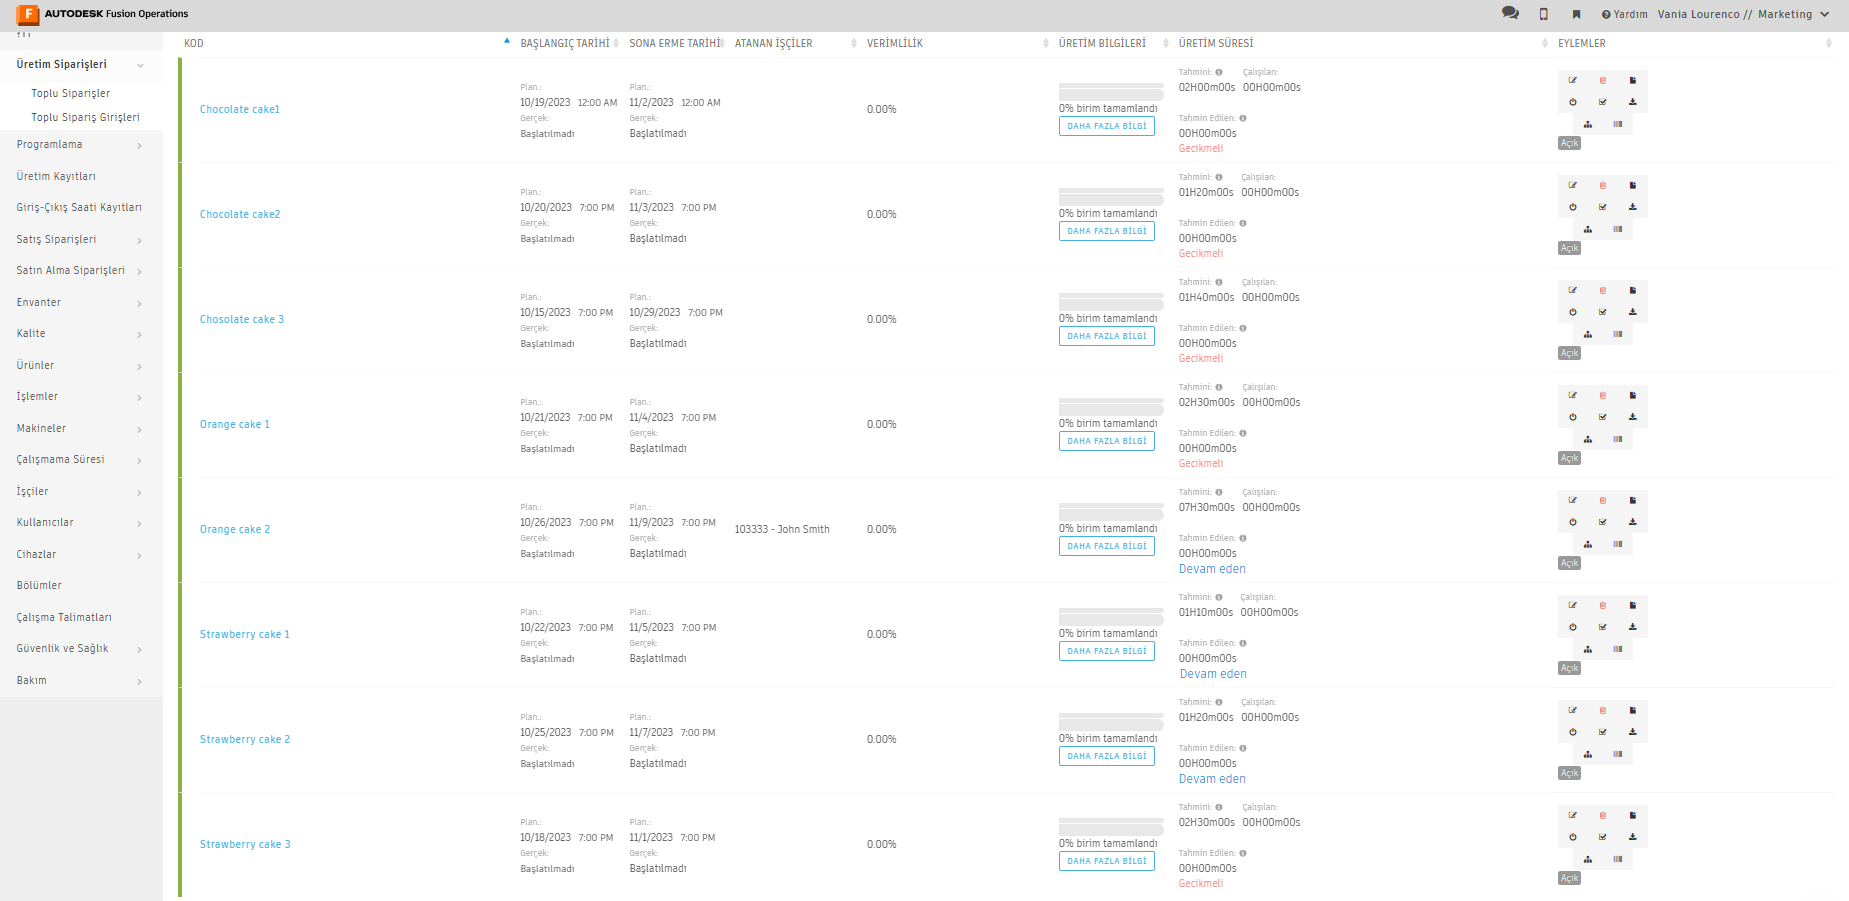 AUTODESK Fusion Operations
Yardım Vania Lourenco // Marketing
Üretim Siparişleri
Toplu Siparişler
Toplu Sipariş Girişleri
Programlama
Üretim Kayıtları
Giriş-Çıkış Saati Kayıtları
Satış Siparişleri
Satın Alma Siparişleri
Envanter
Kalite
Ürünler
İşlemler
Makineler
Çalışmama Süresi
İşçiler
Kullanıcılar
Cihazlar
Bölümler
Çalışma Talimatları
Güvenlik ve Sağlık
Bakım
KOD BAŞLANGIÇ TARİHİ SONA ERME TARİHİ ATANAN İŞÇİLER VERİMLİLİK ÜRETİM BİLGİLERİ ÜRETİM SÜRESİ EYLEMLER
Tahmini: Çalışılan:
Plan.: Plan.: 02H00m00s 00H00m00s
10/19/2023 12:00 AM 11/2/2023 12:00 AM
Chocolate cake1 0.00% 0% birim tamamlandı
Gerçek: Gerçek: Tahmin Edilen:
DAHA FAZLA BİLGİ
Başlatılmadı Başlatılmadı 00H00m00s
Gecikmeli Açık
Tahmini: Çalışılan:
Plan.: Plan.: 01H20m00s 00H00m00s
10/20/2023 7:00 PM 11/3/2023 7:00 PM
Chocolate cake2 0.00% 0% birim tamamlandı
Gerçek: Gerçek: Tahmin Edilen:
DAHA FAZLA BİLGİ
Başlatılmadı Başlatılmadı 00H00m00s
Gecikmeli Açık
Tahmini: Çalışılan:
Plan.: Plan.: 01H40m00s 00H00m00s
10/15/2023 7:00 PM 10/29/2023 7:00 PM
Chosolate cake 3 0.00% 0% birim tamamlandı
Gerçek: Gerçek: Tahmin Edilen:
DAHA FAZLA BİLGİ
Başlatılmadı Başlatılmadı 00H00m00s
Gecikmeli Açık
Tahmini: Çalışılan:
Plan.: Plan.: 02H30m00s 00H00m00s
10/21/2023 7:00 PM 11/4/2023 7:00 PM
Orange cake 1 0.00% 0% birim tamamlandı
Gerçek: Gerçek: Tahmin Edilen:
DAHA FAZLA BİLGİ
Başlatılmadı Başlatılmadı 00H00m00s
Gecikmeli Açık
Tahmini: Çalışılan:
Plan.: Plan.: 07H30m00s 00H00m00s
10/26/2023 7:00 PM 11/9/2023 7:00 PM
Orange cake 2 103333 - John Smith 0.00% 0% birim tamamlandı
Gerçek: Gerçek: Tahmin Edilen:
DAHA FAZLA BİLGİ
Başlatılmadı Başlatılmadı 00H00m00s
Devam eden Açık
Tahmini: Çalışılan:
Plan.: Plan.: 01H10m00s 00H00m00s
10/22/2023 7:00 PM 11/5/2023 7:00 PM
Strawberry cake 1 0.00% 0% birim tamamlandı
Gerçek: Gerçek: Tahmin Edilen:
DAHA FAZLA BİLGİ
Başlatılmadı Başlatılmadı 00H00m00s
Devam eden Açık
Tahmini: Çalışılan:
Plan.: Plan.: 01H20m00s 00H00m00s
10/25/2023 7:00 PM 11/7/2023 7:00 PM
Strawberry cake 2 0.00% 0% birim tamamlandı
Gerçek: Gerçek: Tahmin Edilen:
DAHA FAZLA BİLGİ
Başlatılmadı Başlatılmadı 00H00m00s
Devam eden Açık
Tahmini: Çalışılan:
Plan.: Plan.: 02H30m00s 00H00m00s
10/18/2023 7:00 PM 11/1/2023 7:00 PM
Strawberry cake 3 0.00% 0% birim tamamlandı
Gerçek: Gerçek: Tahmin Edilen:
DAHA FAZLA BİLGİ
Başlatılmadı Başlatılmadı 00H00m00s
Gecikmeli Açık